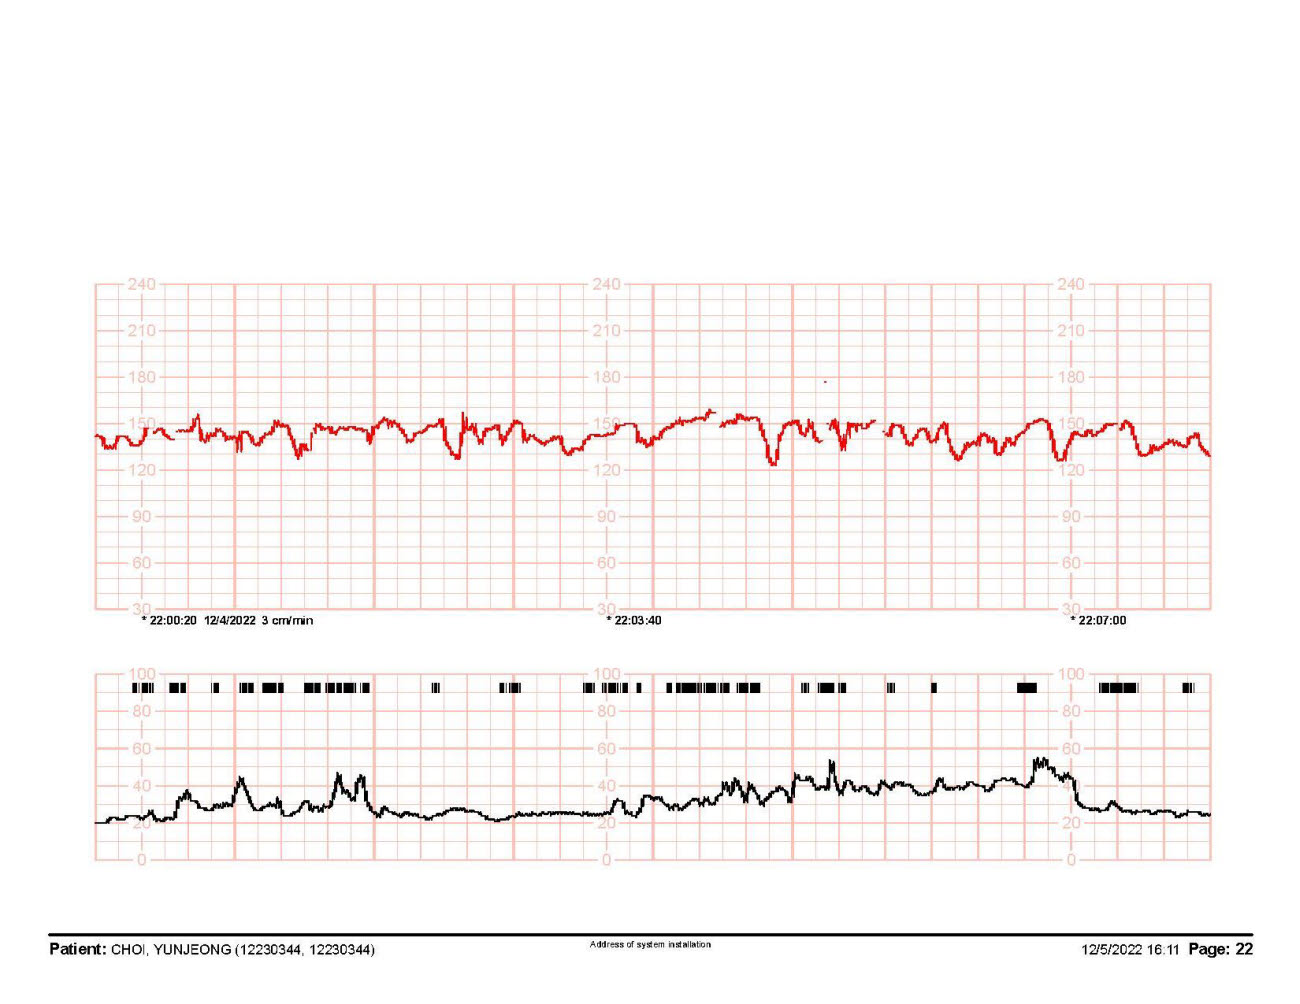 240 240 240
210 210 210
180 180 180
150 150 150
120 120 120
90 90 90
60 60 60
30 30 30
* 22:00:20 12/4/2022 3 cm/min * 22:03:40 * 22:07:00
100 100 100
80 80 80
60 60 60
40 40 40
20 20 20
0 0 0
Patient: CHOI, YUNJEONG (12230344, 12230344) Address of system installation 12/5/2022 16:11 Page: 22